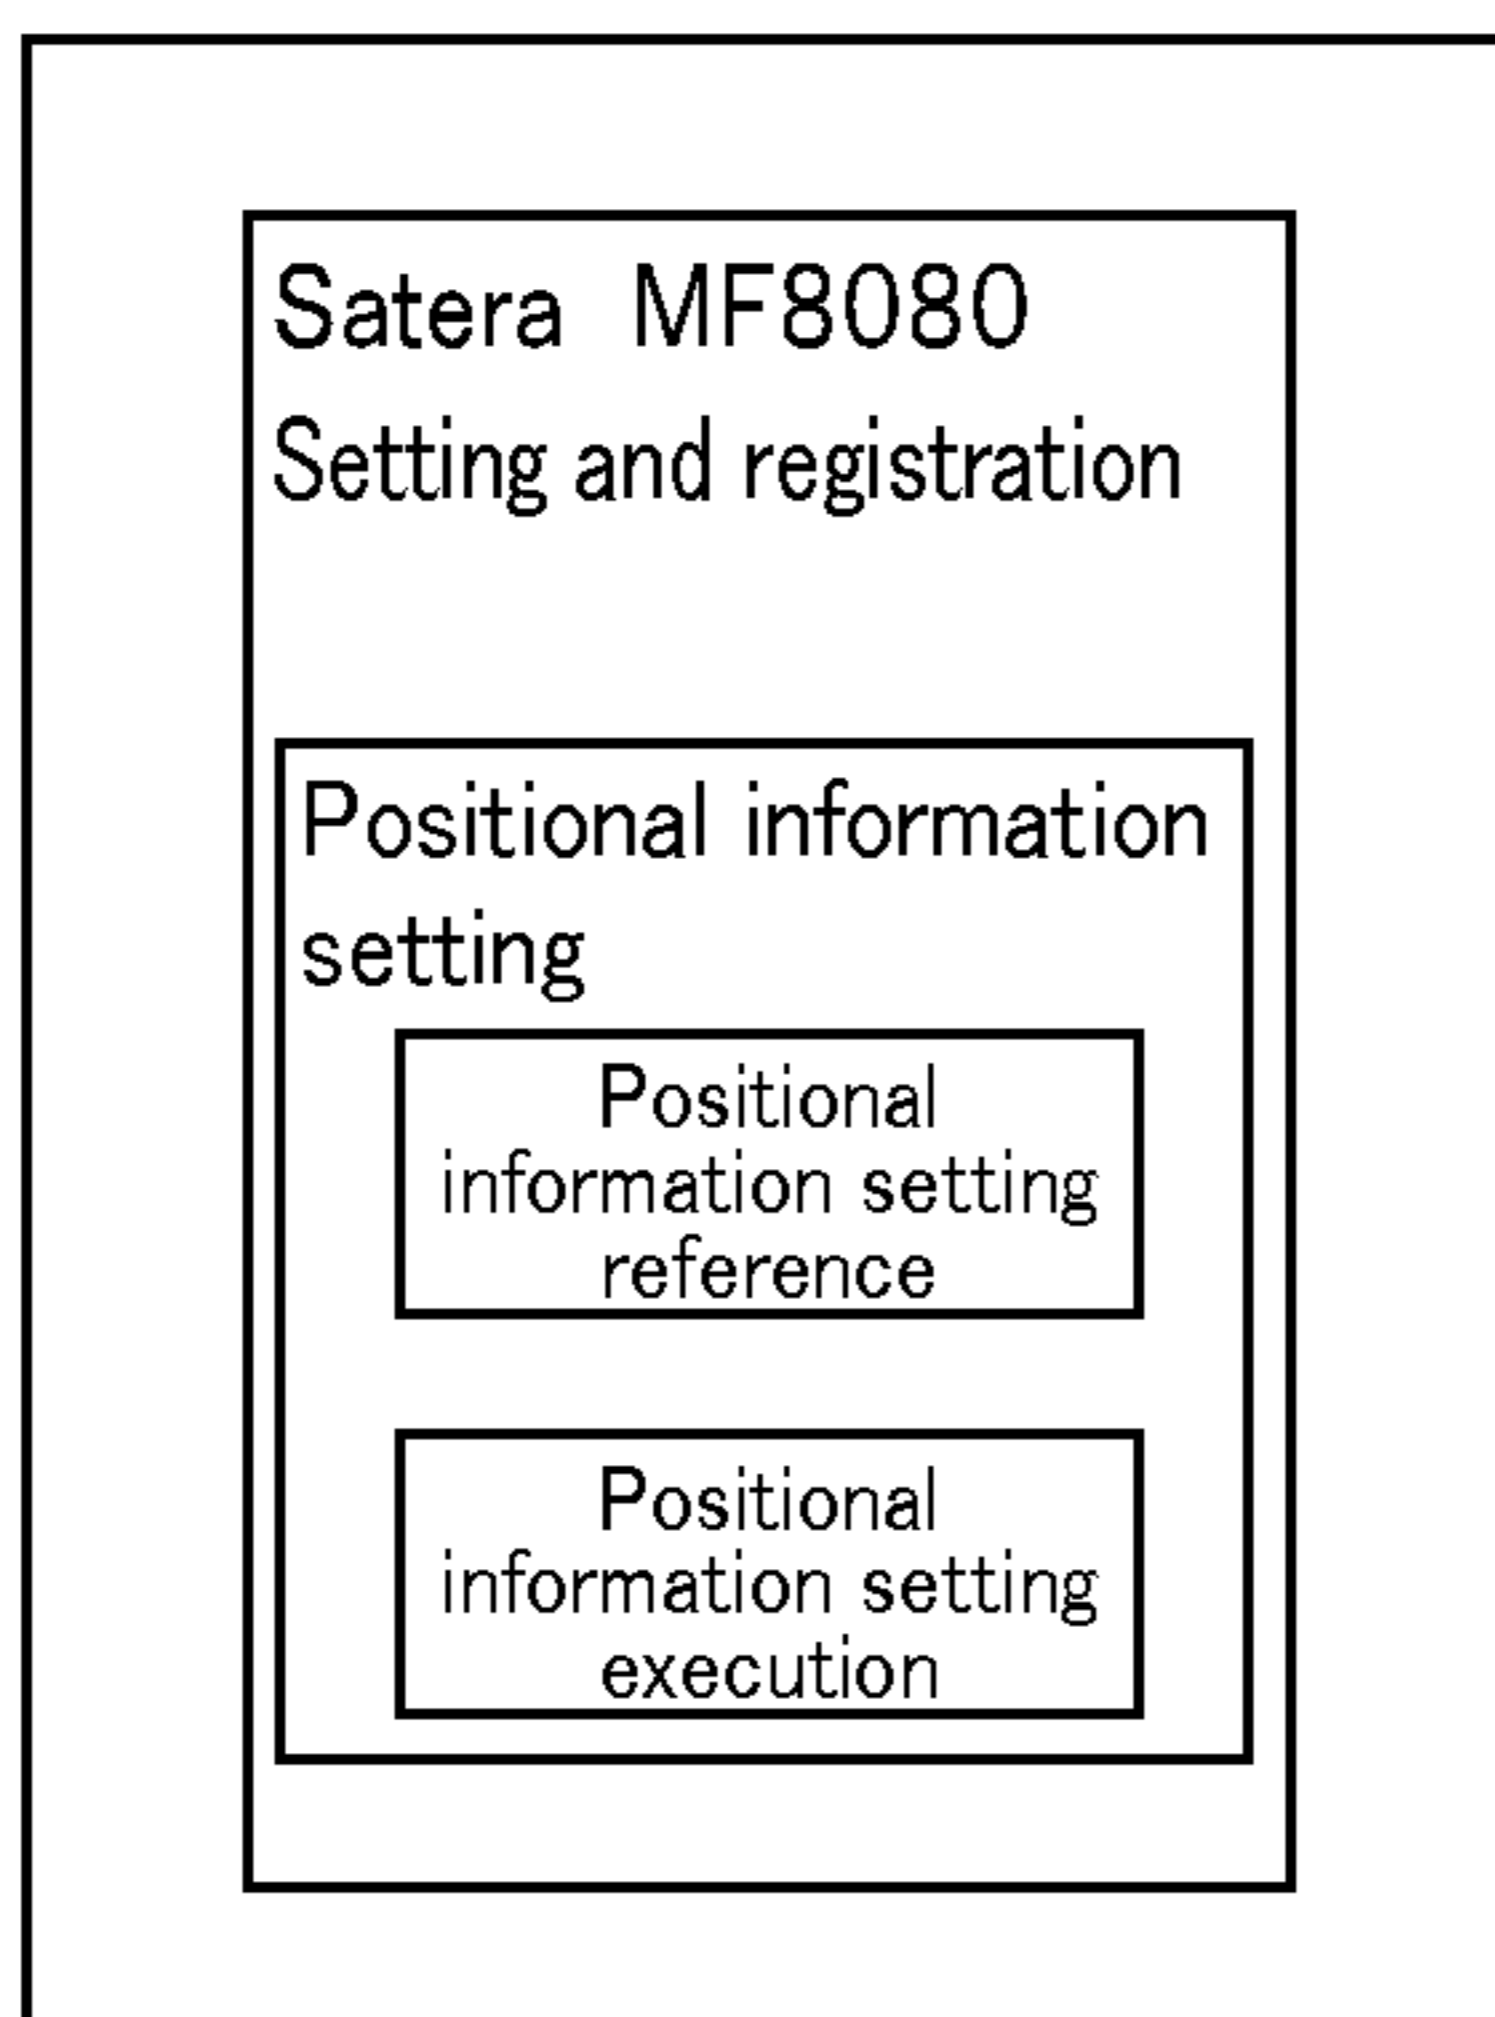 Satera MF8080
Setting and registration
Positional information
setting
Positional
information setting
reference
Positional
information setting
execution